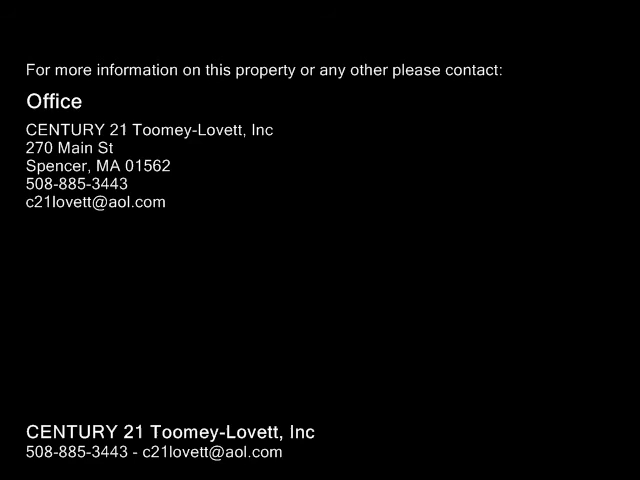 For more information on this property or any other please contact:
Office
CENTURY 21 Toomey-Lovett, Inc
270 Main St
Spencer, MA 01562
508-885-3443
c21lovett@aol.com
CENTURY 21 Toomey-Lovett, Inc
508-885-3443 - c21lovett@aol.com